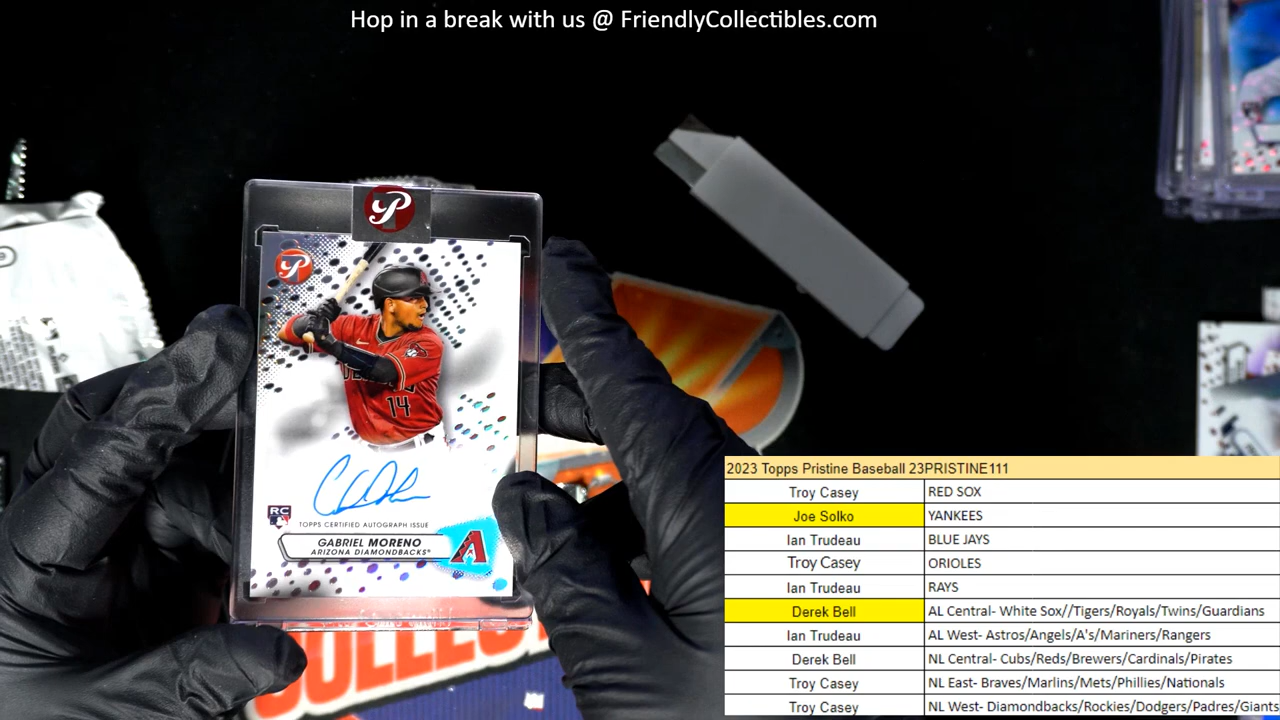 Hop in a break with us @ FriendlyCollectibles.com
P
P
14
RC
TOPPS CERTIFIED AUTOGRAPH ISSUE
GABRIEL MORENO
ARIZONA DIAMONDBACKS
A
COLLECT
2023 Topps Pristine Baseball 23PRISTINE111
Troy Casey RED SOX
Joe Solko YANKEES
Ian Trudeau BLUE JAYS
Troy Casey ORIOLES
Ian Trudeau RAYS
Derek Bell AL Central- White Sox//Tigers/Royals/Twins/Guardians
Ian Trudeau AL West- Astros/Angels/A's/Mariners/Rangers
Derek Bell NL Central- Cubs/Reds/Brewers/Cardinals/Pirates
Troy Casey NL East- Braves/Marlins/Mets/Phillies/Nationals
Troy Casey NL West- Diamondbacks/Rockies/Dodgers/Padres/Giants